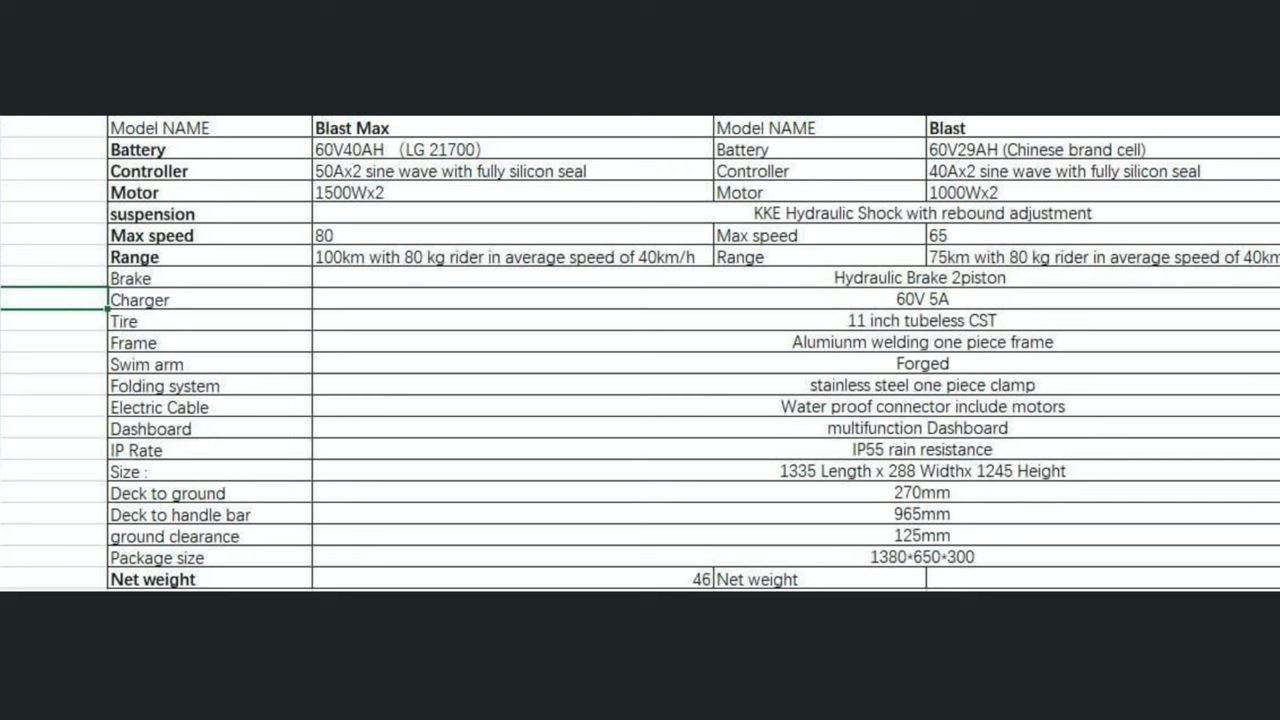 Model NAME Blast Max Model NAME Blast
Battery 60V40AH （LG 21700） Battery 60V29AH (Chinese brand cell)
Controller 50Ax2 sine wave with fully silicon seal Controller 40Ax2 sine wave with fully silicon seal
Motor 1500Wx2 Motor 1000Wx2
suspension KKE Hydraulic Shock with rebound adjustment
Max speed 80 Max speed 65
Range 100km with 80 kg rider in average speed of 40km/h Range 75km with 80 kg rider in average speed of 40km
Brake Hydraulic Brake 2piston
Charger 60V 5A
Tire 11 inch tubeless CST
Frame Alumiunm welding one piece frame
Swim arm Forged
Folding system stainless steel one piece clamp
Electric Cable Water proof connector include motors
Dashboard multifunction Dashboard
IP Rate IP55 rain resistance
Size : 1335 Length x 288 Widthx 1245 Height
Deck to ground 270mm
Deck to handle bar 965mm
ground clearance 125mm
Package size 1380*650*300
Net weight 46 Net weight